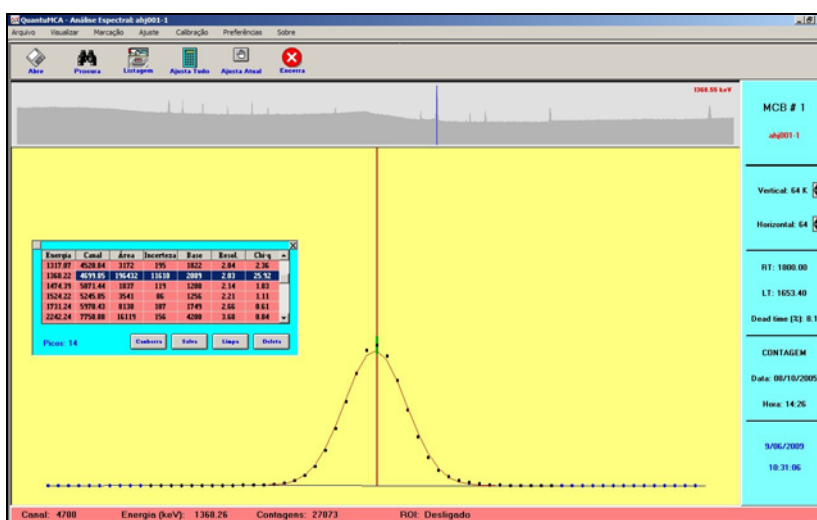 QuantuMCA - Análise Espectral: ahj001-1
Arquivo Visualizar Marcação Ajuste Calibração Preferências Sobre
Abre Procura Listagem Ajusta Tudo Ajusta Atual Encerra
1368.55 keV
MCB # 1
ahj001-1
Vertical: 64 K
Horizontal: 64
Energia Canal Área Incerteza Base Resol. Chi-q
1317.07 4520.84 3172 195 1822 2.04 2.36
1368.22 4699.85 196432 11610 2009 2.83 25.92
1474.39 5071.44 1837 119 1200 2.14 1.03
1524.22 5245.85 3541 86 1256 2.21 1.11
1731.24 5970.43 8130 107 1749 2.66 0.61
2242.24 7758.88 16119 156 4200 3.68 0.84
Picos: 14
Salva Limpa Deleta
RT: 1800.00
LT: 1653.40
Dead time (%): 8.1
CONTAGEM
Data: 08/10/2005
Hora: 14:26
9/06/2009
10:31:06
Canal: 4700 Energia (keV): 1368.26 Contagens: 27073 ROI: Desligado